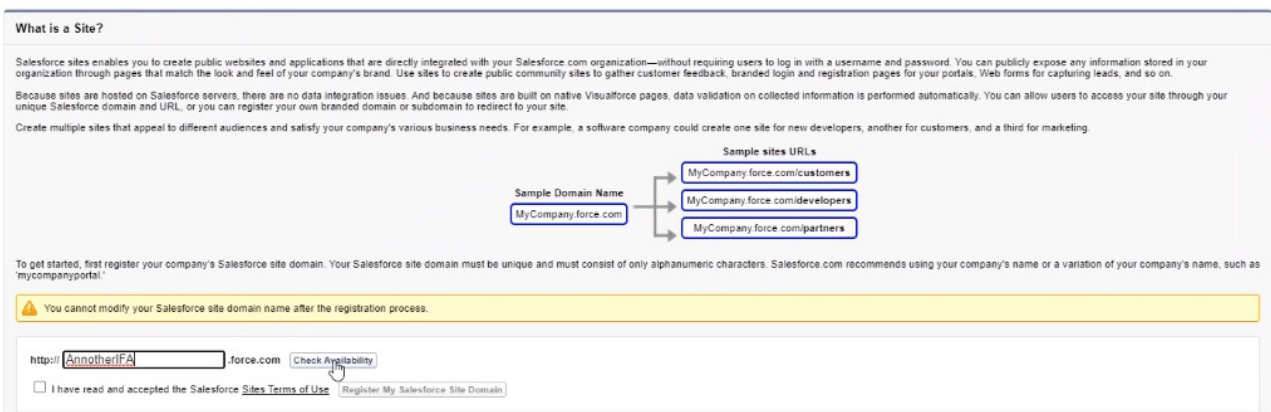 What is a Site?
Salesforce sites enables you to create public websites and applications that are directly integrated with your Salesforce.com organization—without requiring users to log in with a username and password. You can publicly expose any information stored in your
organization through pages that match the look and feel of your company's brand. Use sites to create public community sites to gather customer feedback, branded login and registration pages for your portals, Web forms for capturing leads, and so on.
Because sites are hosted on Salesforce servers, there are no data integration issues. And because sites are built on native Visualforce pages, data validation on collected information is performed automatically. You can allow users to access your site through your
unique Salesforce domain and URL, or you can register your own branded domain or subdomain to redirect to your site.
Create multiple sites that appeal to different audiences and satisfy your company's various business needs. For example, a software company could create one site for new developers, another for customers, and a third for marketing.
Sample sites URLs
MyCompany.force.com/customers
Sample Domain Name
MyCompany.force.com
MyCompany.force.com/developers
MyCompany.force.com/partners
To get started, first register your company's Salesforce site domain. Your Salesforce site domain must be unique and must consist of only alphanumeric characters. Salesforce.com recommends using your company's name or a variation of your company's name, such as
'mycompanyportal.'
You cannot modify your Salesforce site domain name after the registration process.
http:// AnnotherIFA .force.com Check Availability
I have read and accepted the Salesforce Sites Terms of Use Register My Salesforce Site Domain